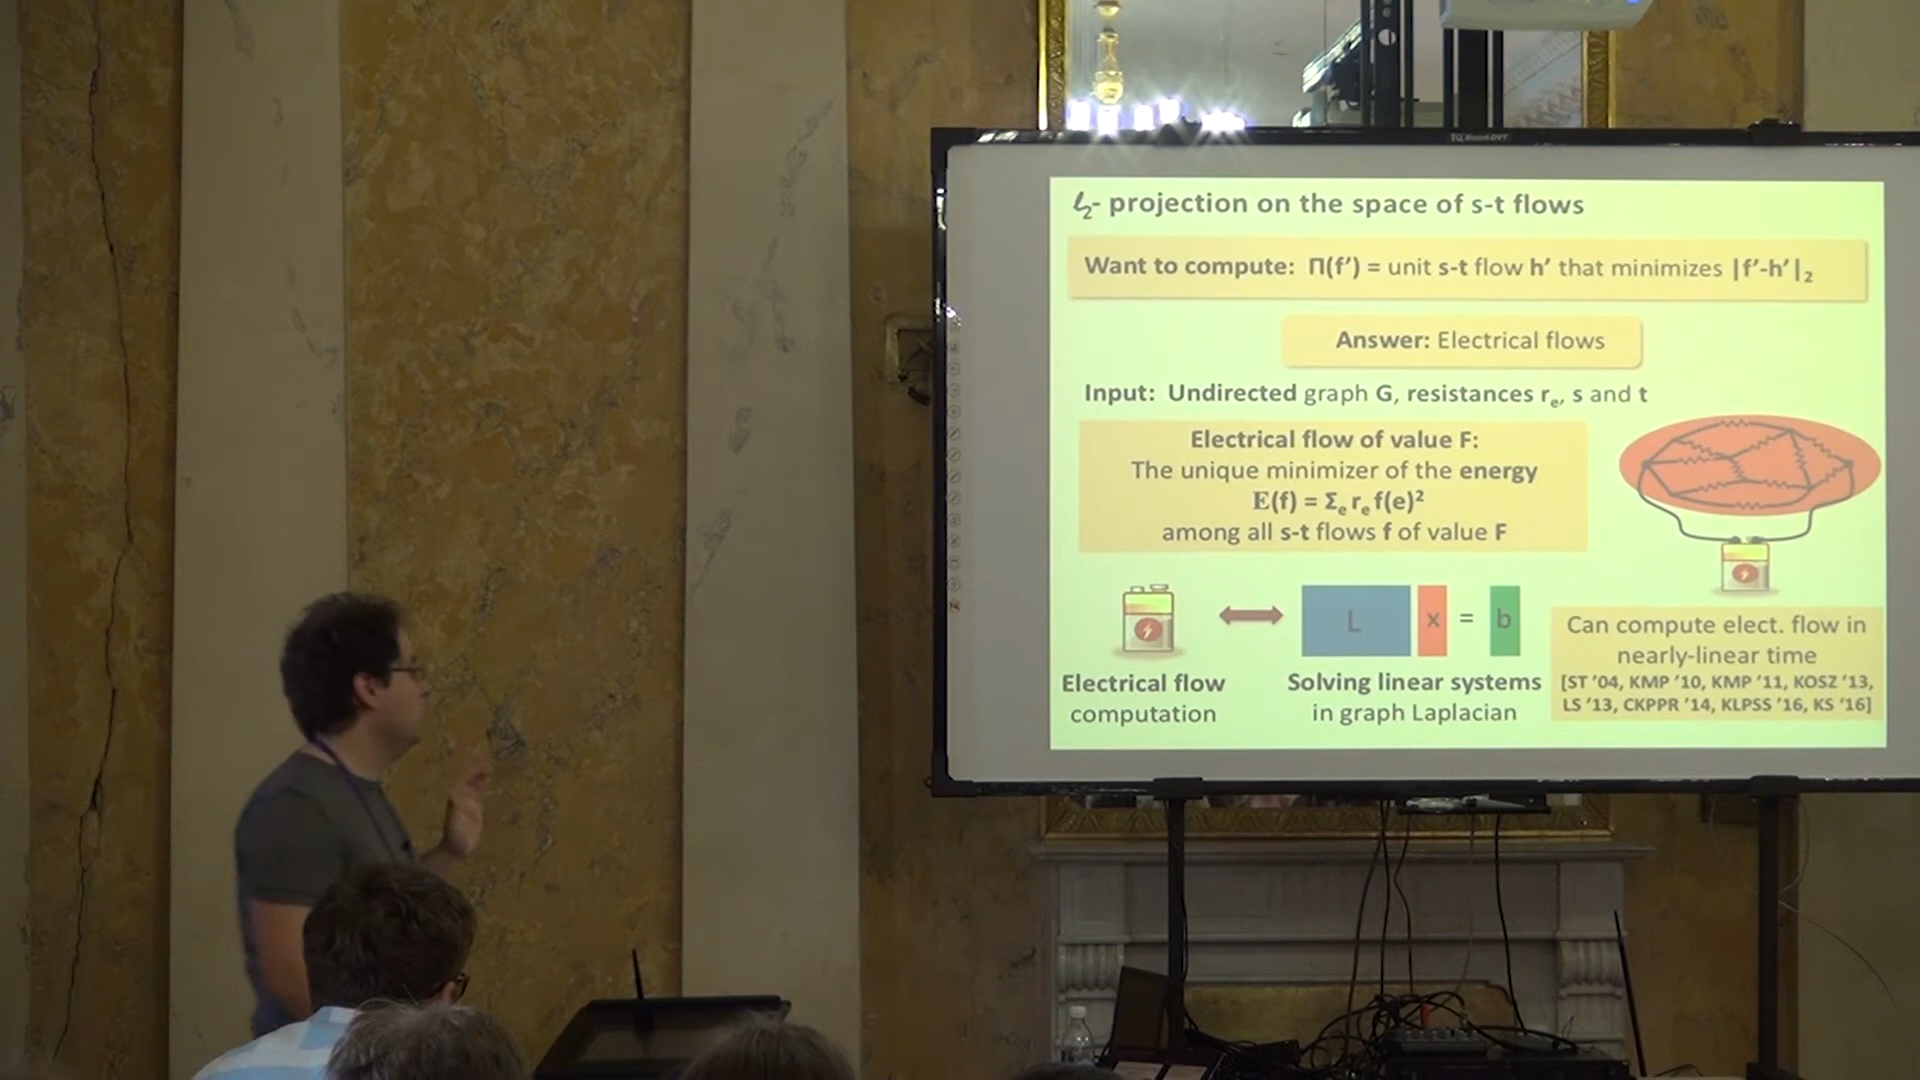 ℓ₂- projection on the space of s-t flows
Want to compute: Π(f′) = unit s-t flow h′ that minimizes |f′-h′|₂
Answer: Electrical flows
Input: Undirected graph G, resistances rₑ, s and t
Electrical flow of value F:
The unique minimizer of the energy
E(f) = Σₑ rₑ f(e)²
among all s-t flows f of value F
L x = b
Electrical flow
computation
Solving linear systems
in graph Laplacian
Can compute elect. flow in
nearly-linear time
[ST ’04, KMP ’10, KMP ’11, KOSZ ’13,
LS ’13, CKPPR ’14, KLPSS ’16, KS ’16]